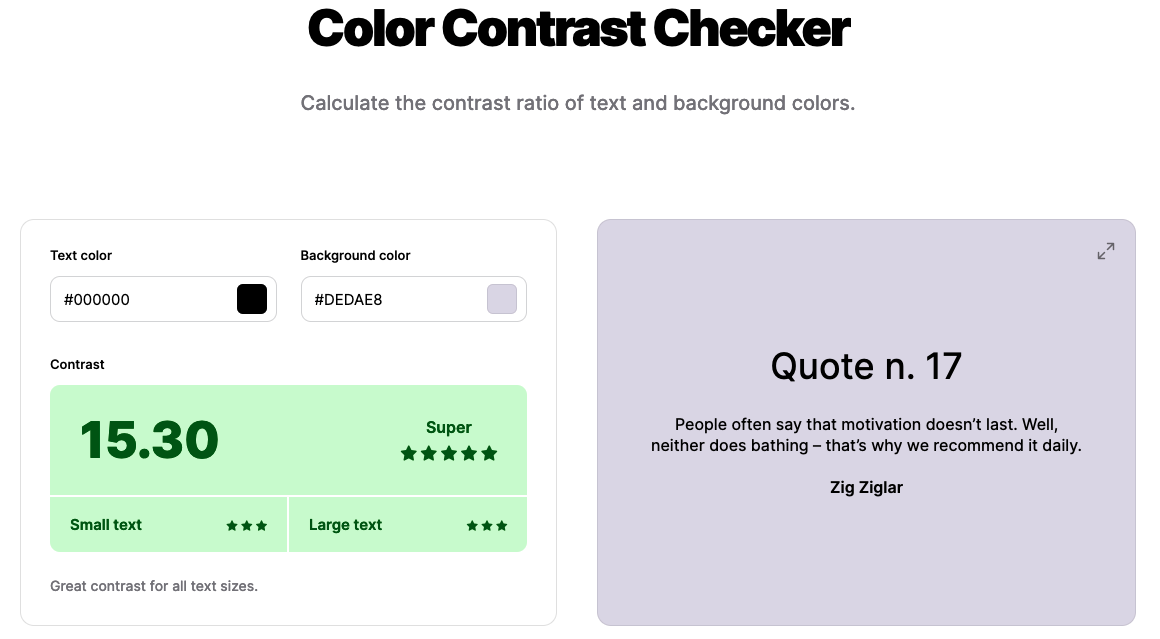 Color Contrast Checker
Calculate the contrast ratio of text and background colors.
Text color
#000000
Background color
#DEDAE8
Contrast
15.30
Super
Small text
Large text
Great contrast for all text sizes.
Quote n. 17
People often say that motivation doesn’t last. Well,
neither does bathing – that’s why we recommend it daily.
Zig Ziglar